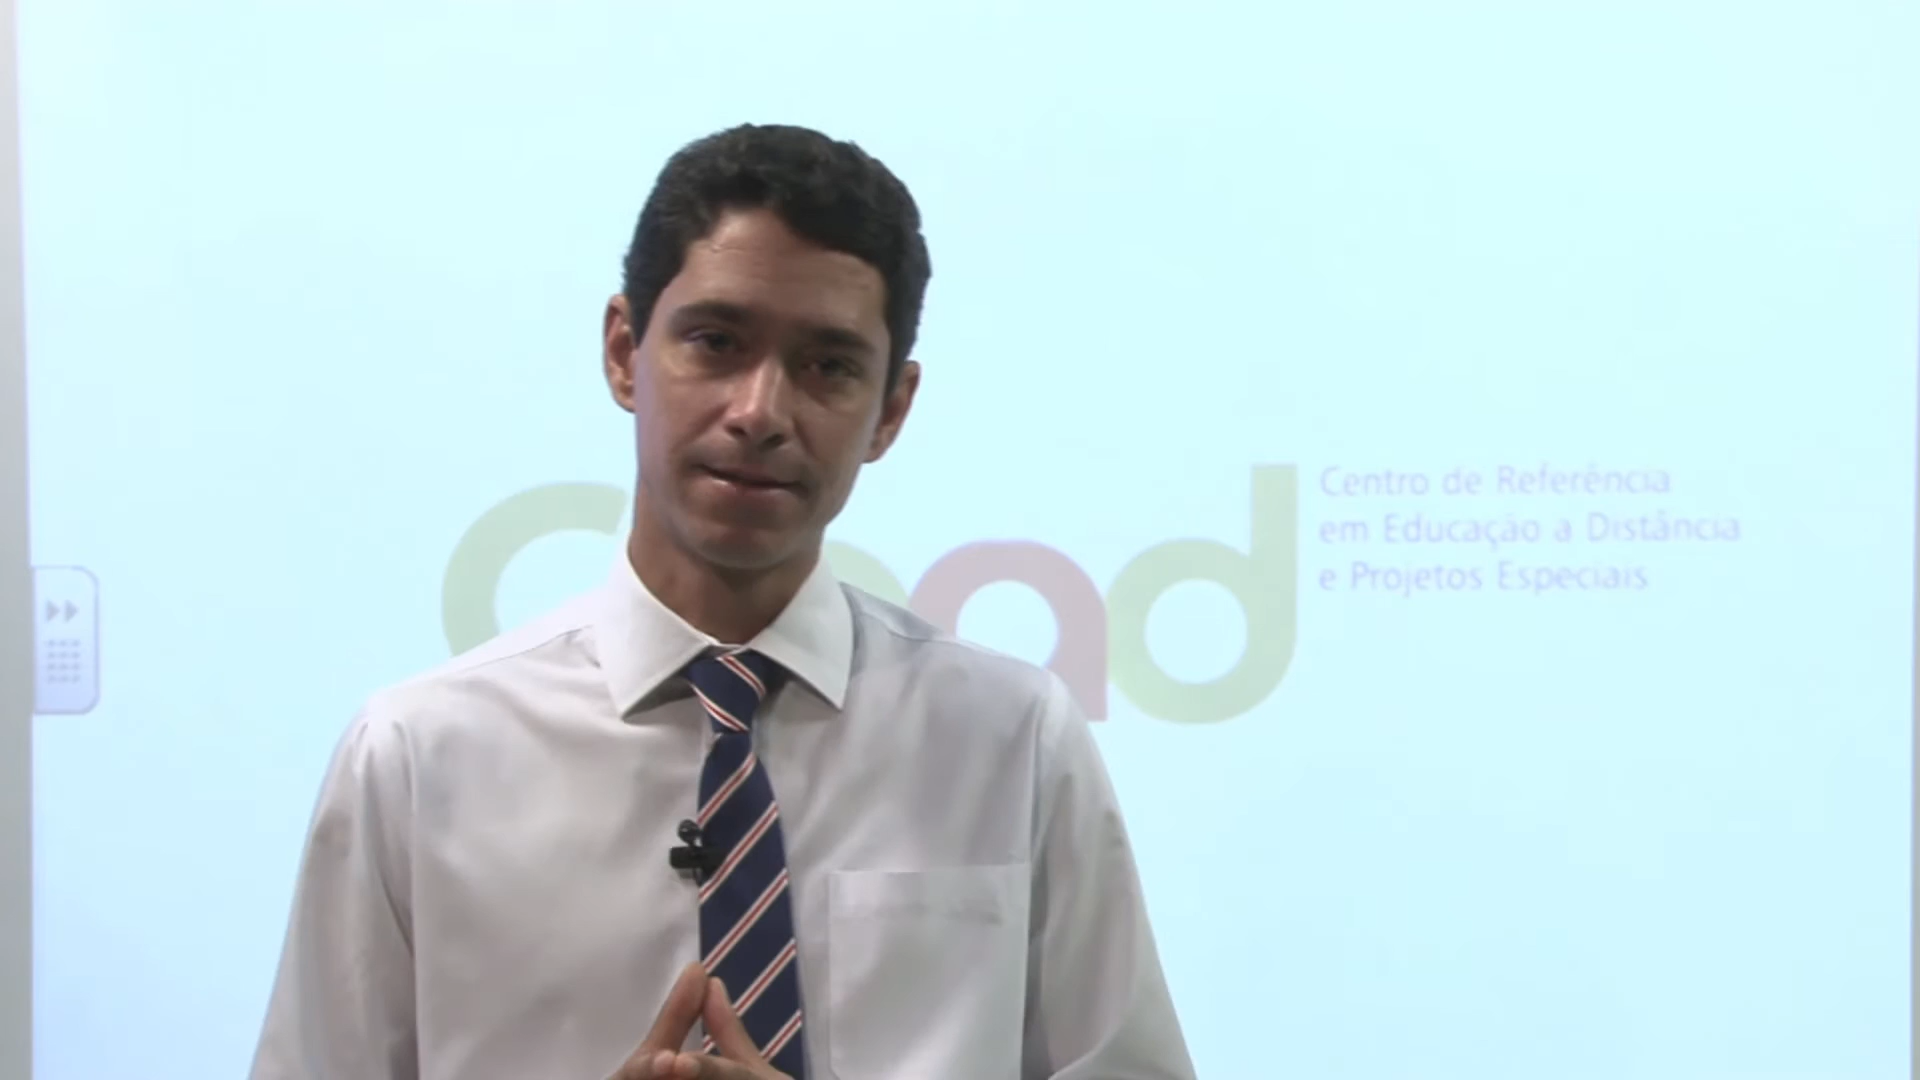 Centro de Referência
em Educação a Distância
e Projetos Especiais